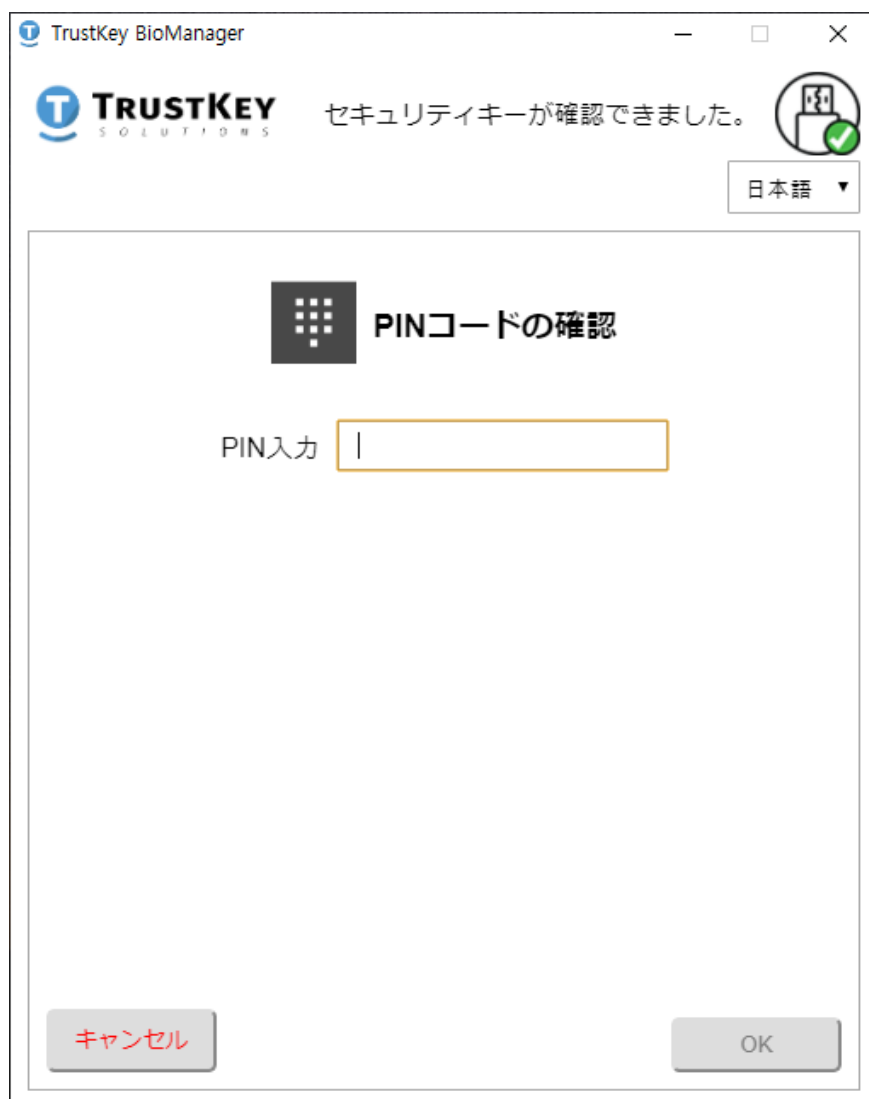 TrustKey BioManager
TRUSTKEY
SOLUTIONS
セキュリティキーが確認できました。
日本語
PINコードの確認
PIN入力
キャンセル
OK